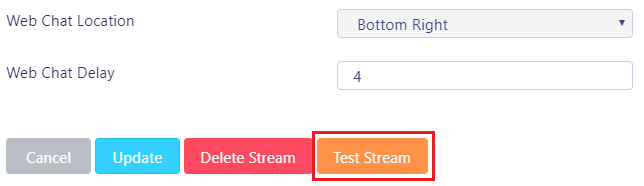 Web Chat Location Bottom Right
Web Chat Delay 4
Cancel Update Delete Stream Test Stream